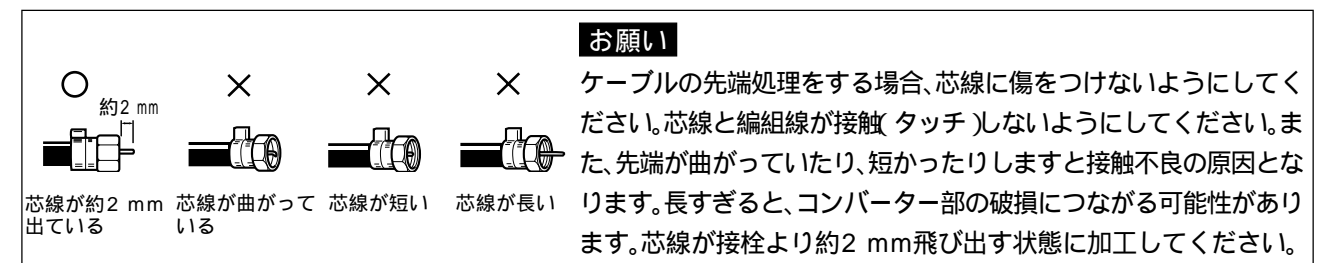 ○
×
×
×
約2 mm
芯線が約2 mm
出ている
芯線が曲がって
いる
芯線が短い
芯線が長い
お願い
ケーブルの先端処理をする場合、芯線に傷をつけないようにしてく
ださい。芯線と編組線が接触(タッチ)しないようにしてください。ま
た、先端が曲がっていたり、短かったりしますと接触不良の原因とな
ります。長すぎると、コンバーター部の破損につながる可能性があり
ます。芯線が接栓より約2 mm飛び出す状態に加工してください。